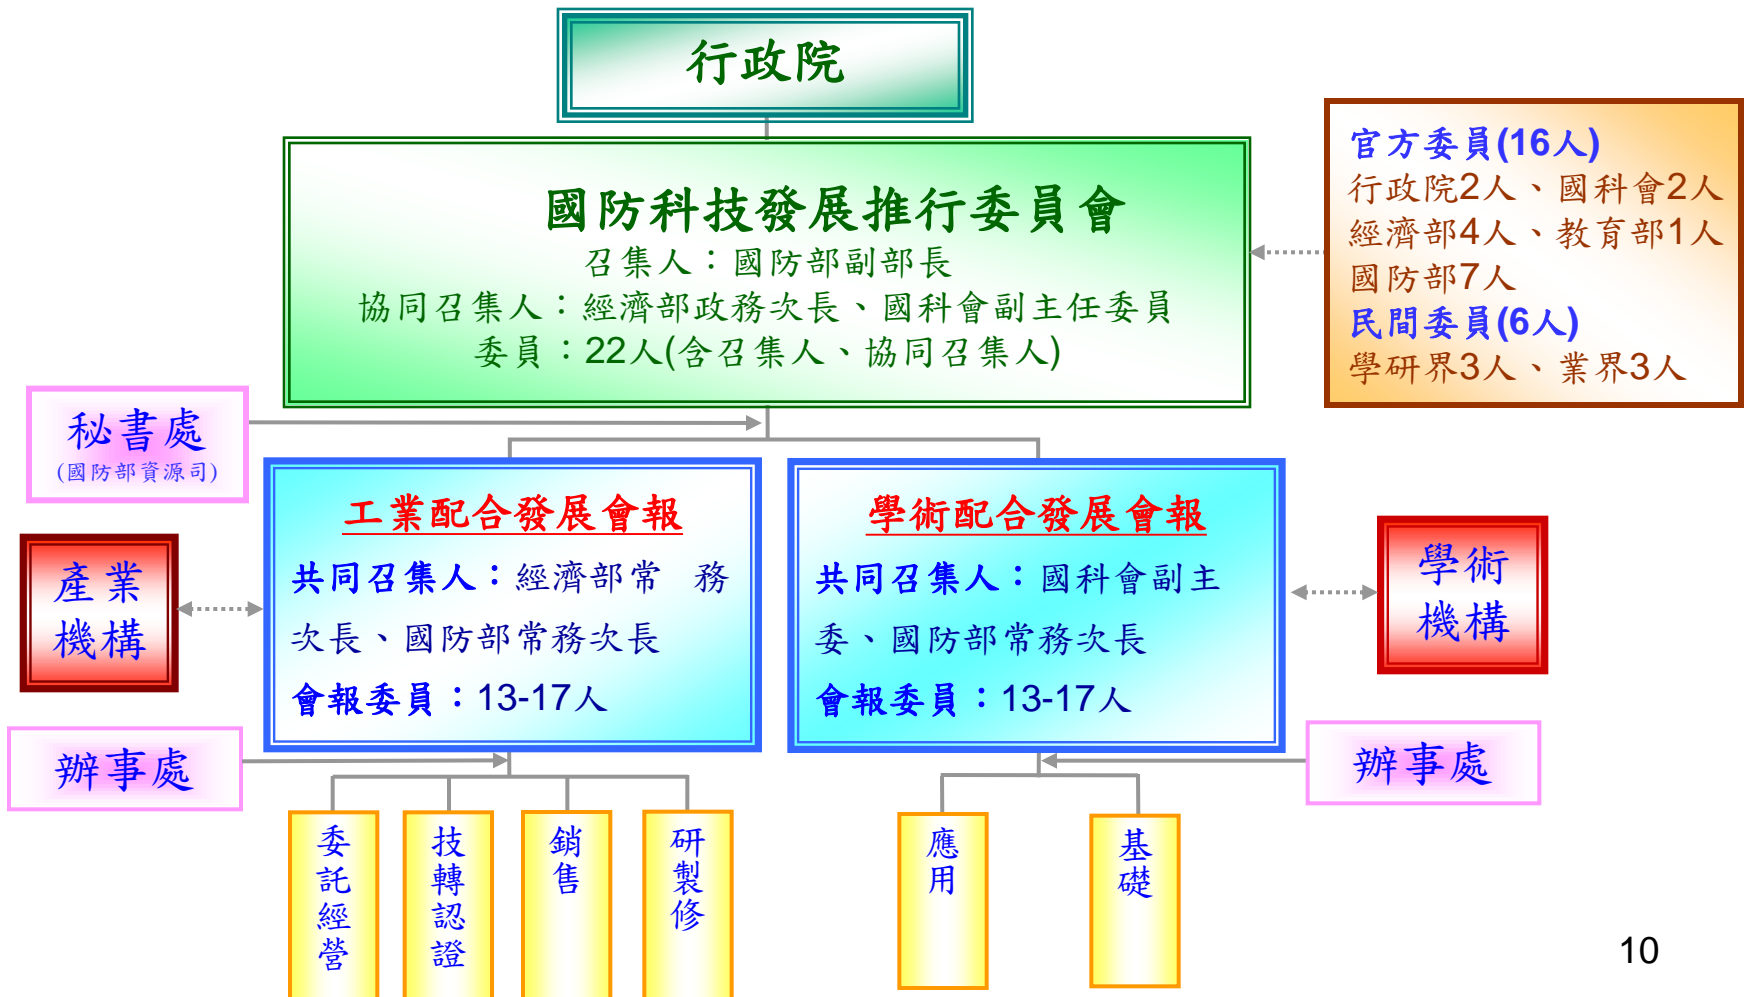 行政院
國防科技發展推行委員會
召集人：國防部副部長
協同召集人：經濟部政務次長、國科會副主任委員
委員：22人(含召集人、協同召集人)
官方委員(16人)
行政院2人、國科會2人
經濟部4人、教育部1人
國防部7人
民間委員(6人)
學研界3人、業界3人
秘書處
(國防部資源司)
工業配合發展會報
共同召集人：經濟部常 務
次長、國防部常務次長
會報委員：13-17人
學術配合發展會報
共同召集人：國科會副主
委、國防部常務次長
會報委員：13-17人
產業
機構
學術
機構
辦事處
辦事處
委託經營
技轉認證
銷售
研製修
應用
基礎
10